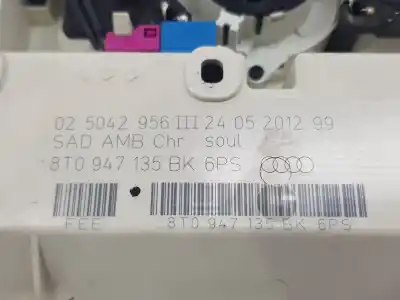 02 5042 956 III 24 05 2012 99
SAD AMB Chr soul
8T0 947 135 BK 6PS
FEE
8T0 947 135 BK 6PS